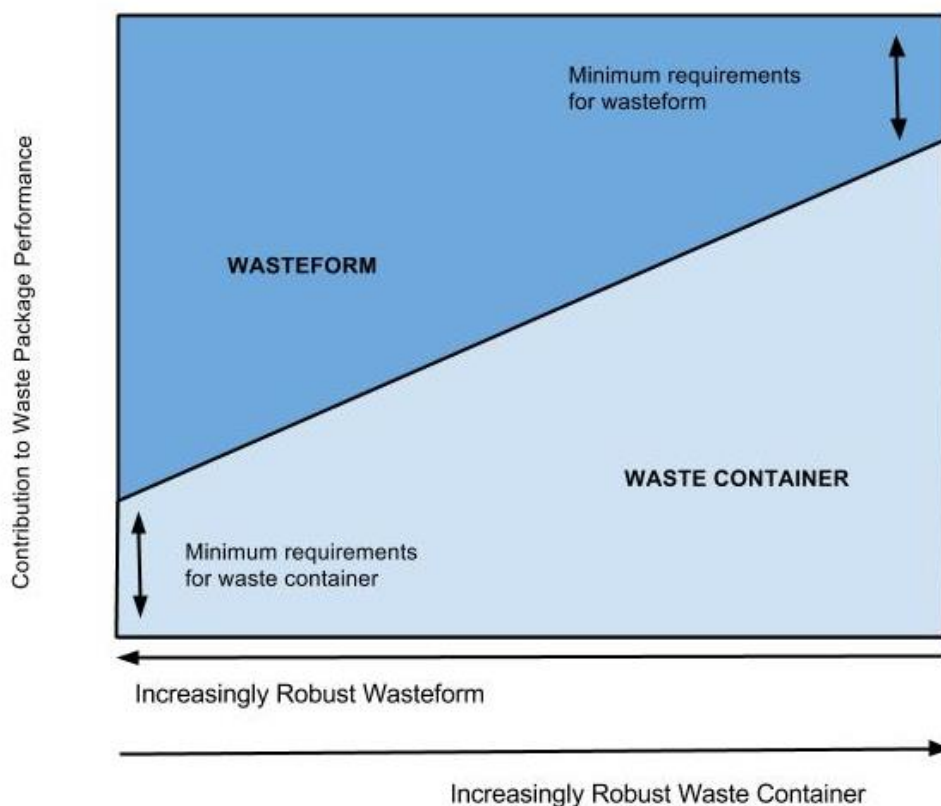 Contribution to Waste Package Performance
Minimum requirements
for wasteform
WASTEFORM
WASTE CONTAINER
Minimum requirements
for waste container
Increasingly Robust Wasteform
Increasingly Robust Waste Container